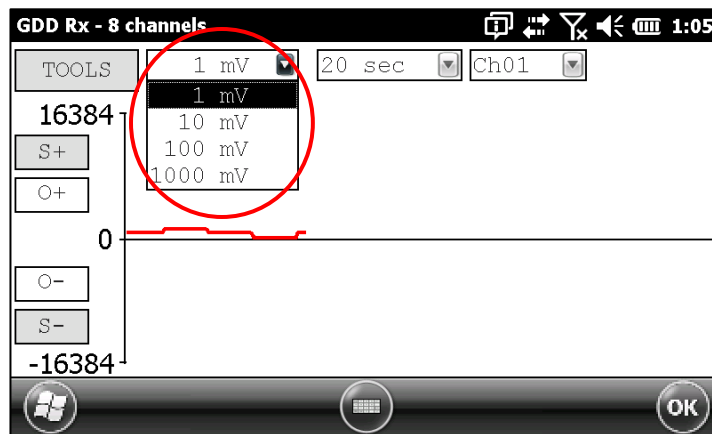 GDD Rx - 8 channels 1:05
TOOLS 1 mV 20 sec Ch01
1 mV
16384
10 mV
S+
100 mV
1000 mV
O+
0
O-
S-
-16384
OK